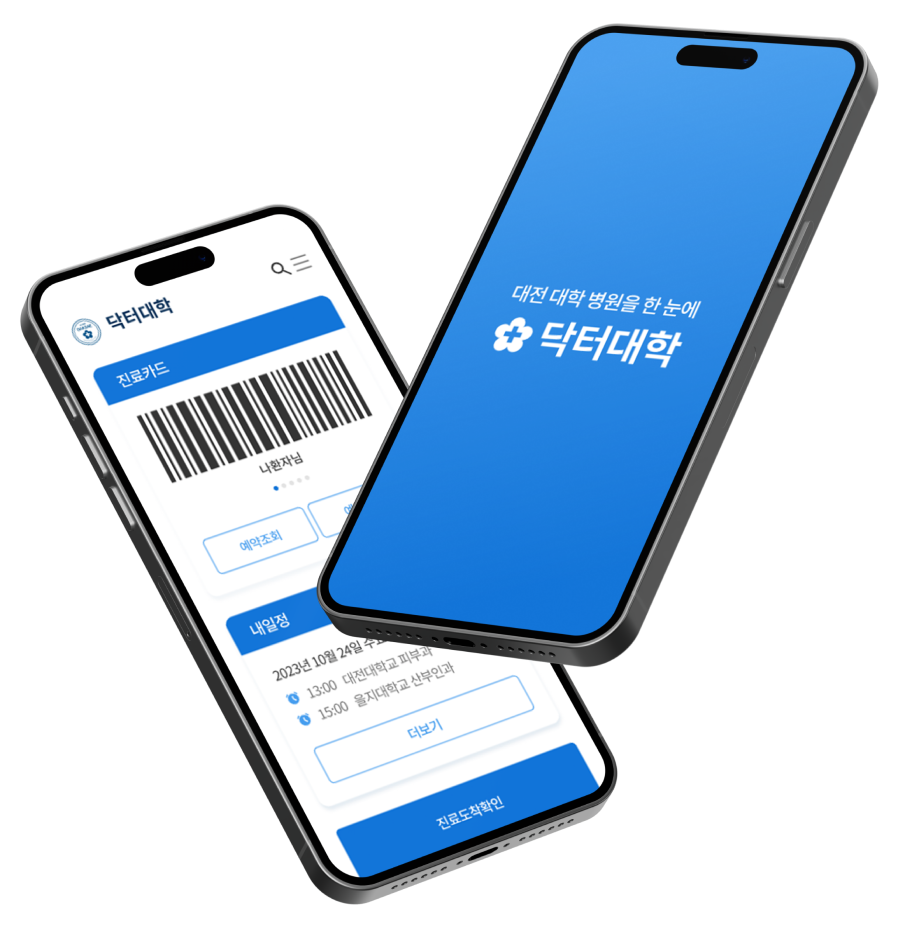 닥터대학
진료카드
나환자님
예약조회
내일정
2023년 10월 24일
13:00 대전대학교 피부과
15:00 을지대학교 산부인과
더보기
진료도착확인
대전 대학 병원을 한 눈에
닥터대학